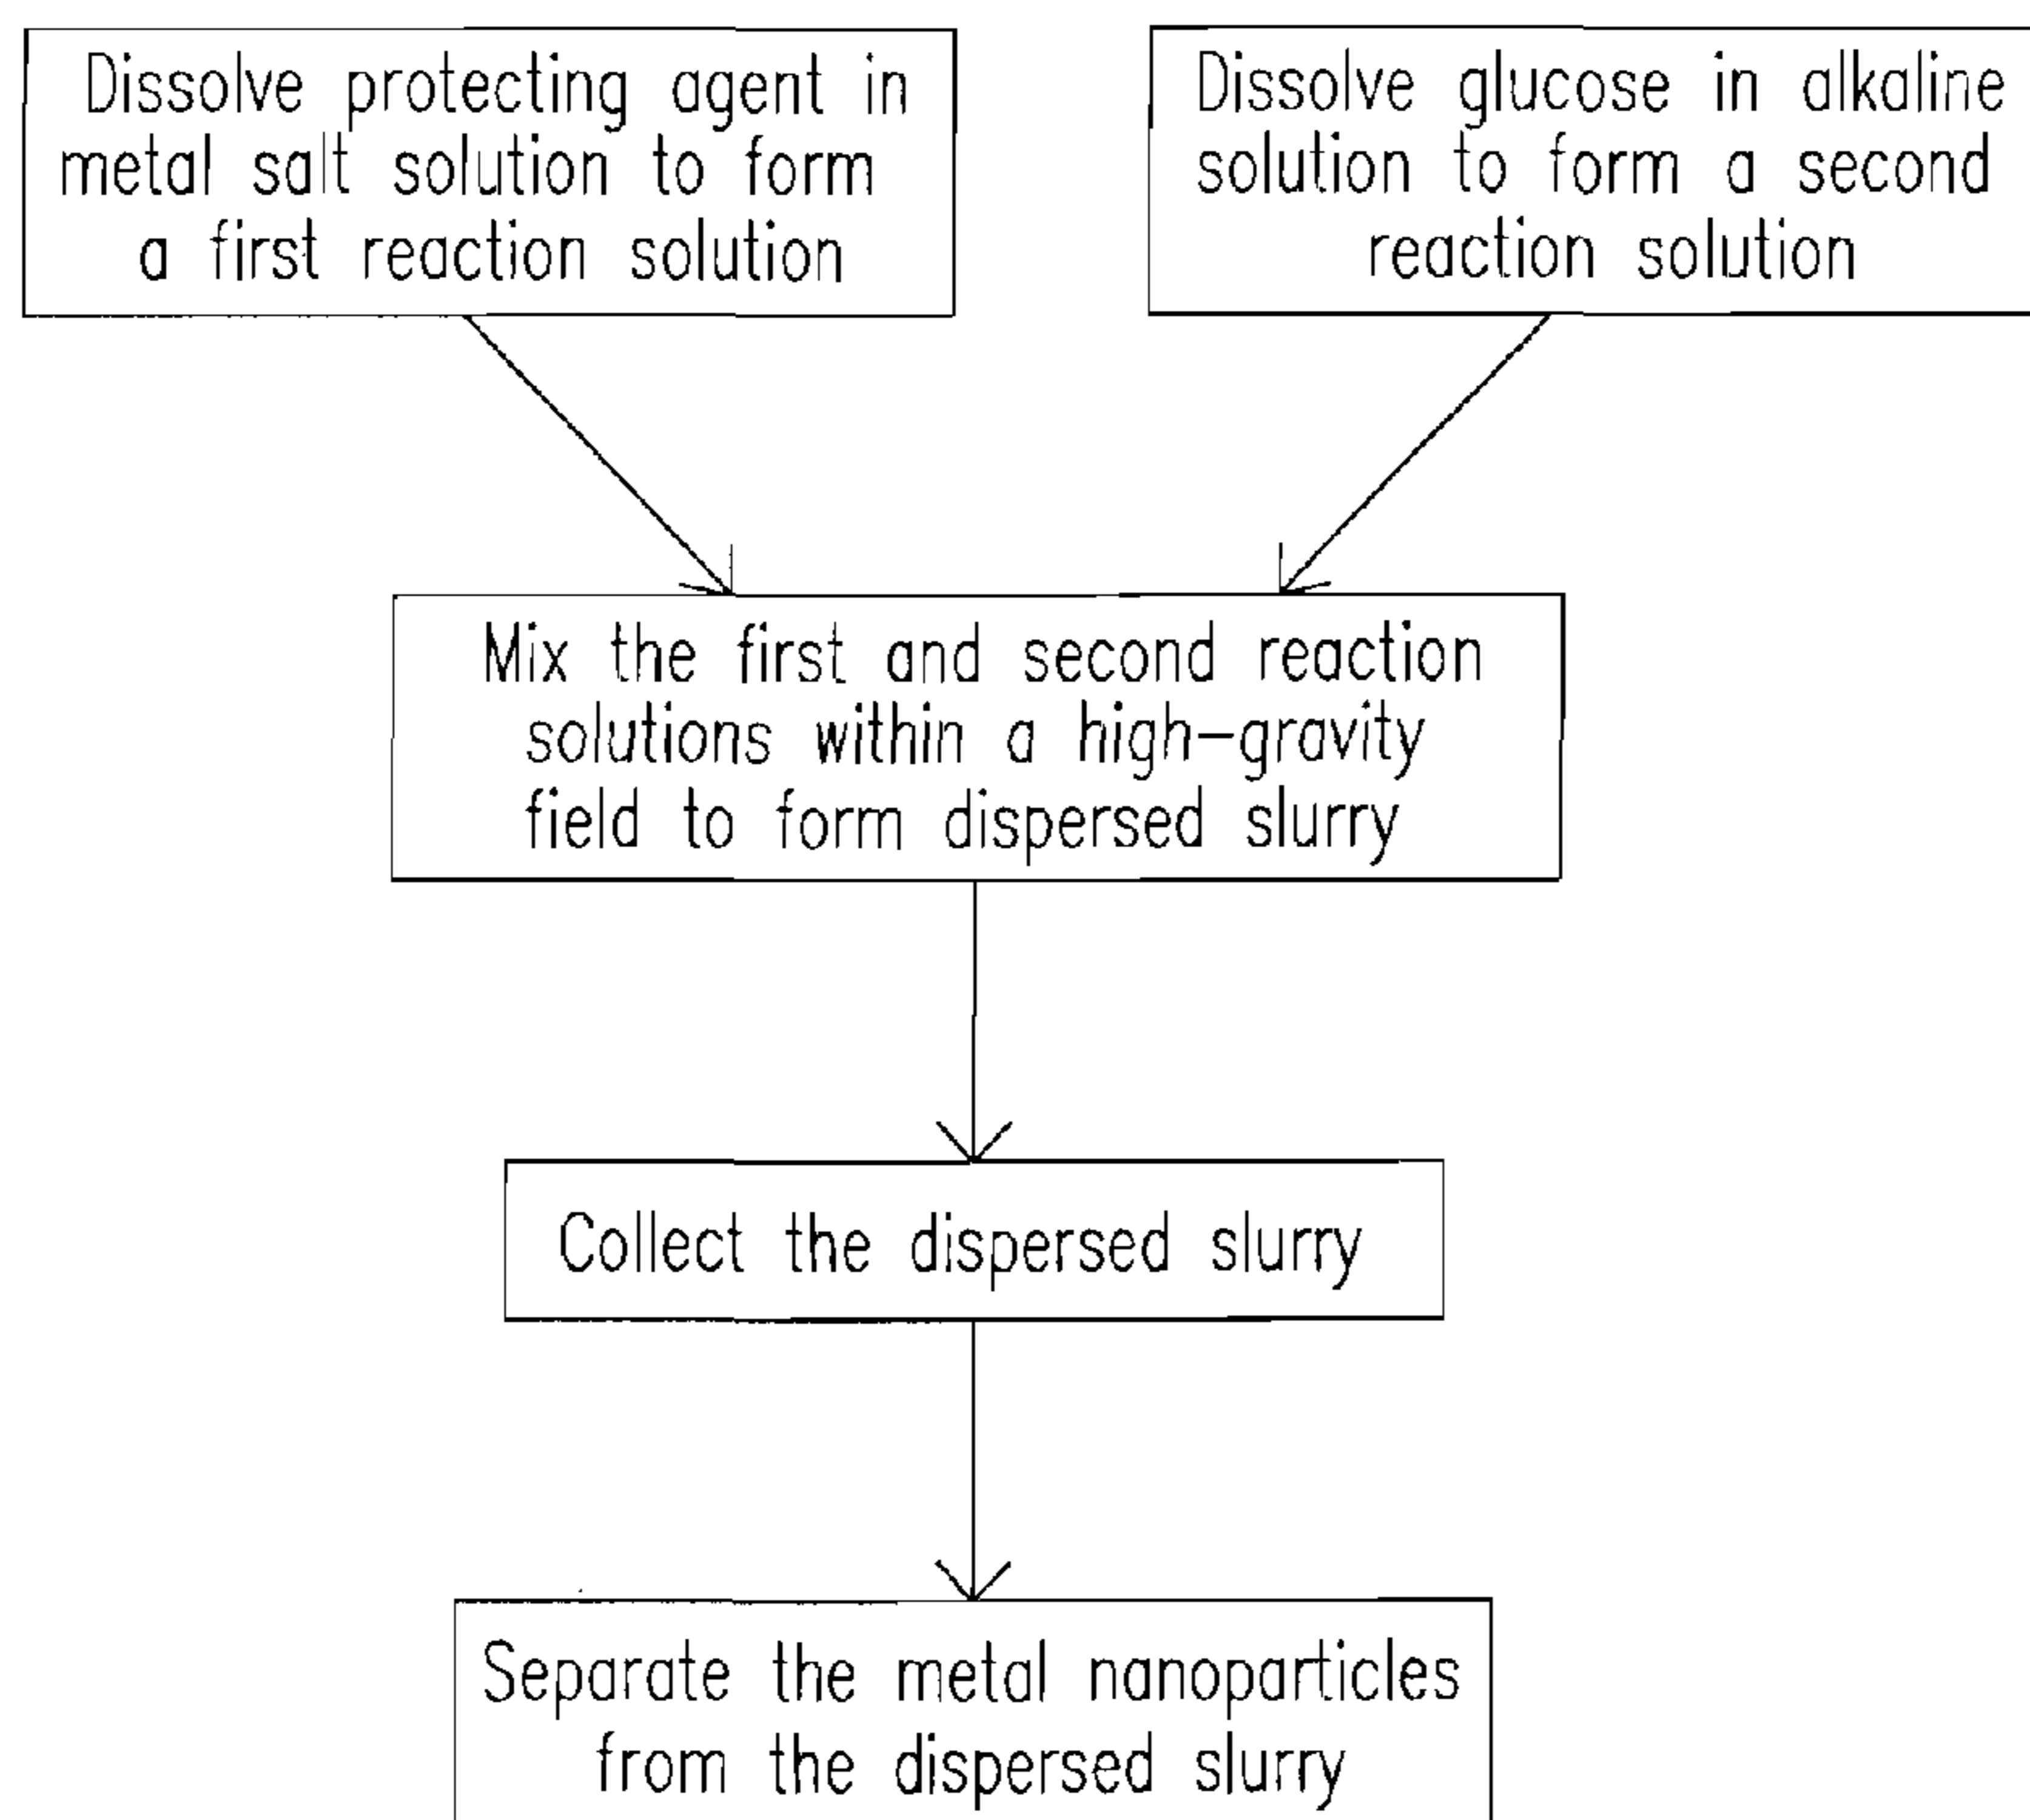 Dissolve protecting agent in
metal salt solution to form
a first reaction solution
Dissolve glucose in alkaline
solution to form a second
reaction solution
Mix the first and second reaction
solutions within a high-gravity
field to form dispersed slurry
Collect the dispersed slurry
Separate the metal nanoparticles
from the dispersed slurry